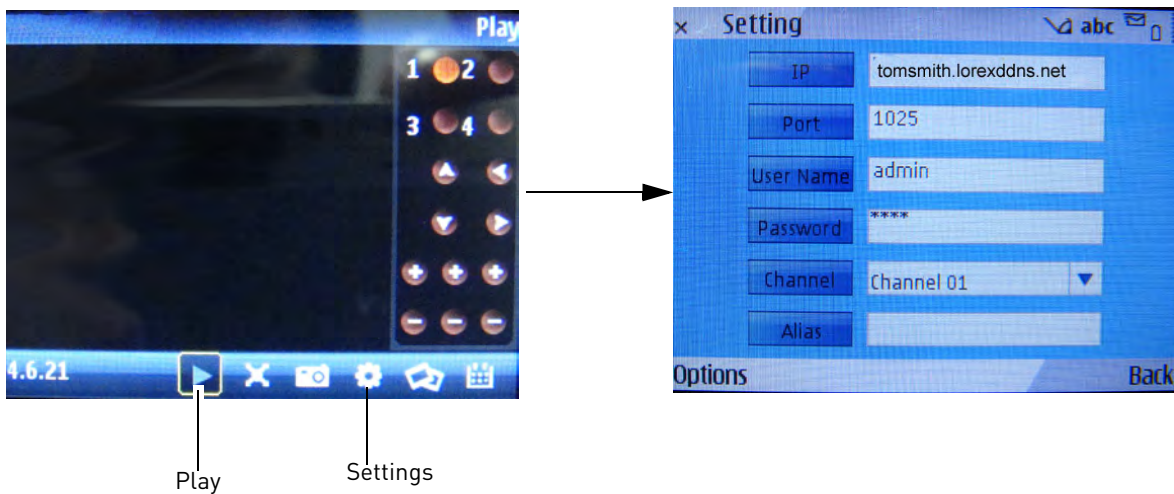 Play
1 2
3 4
4.6.21
Play
Settings
× Setting abc
IP tomsmith.lorexddns.net
Port 1025
User Name admin
Password ****
Channel Channel 01
Alias
Options Back